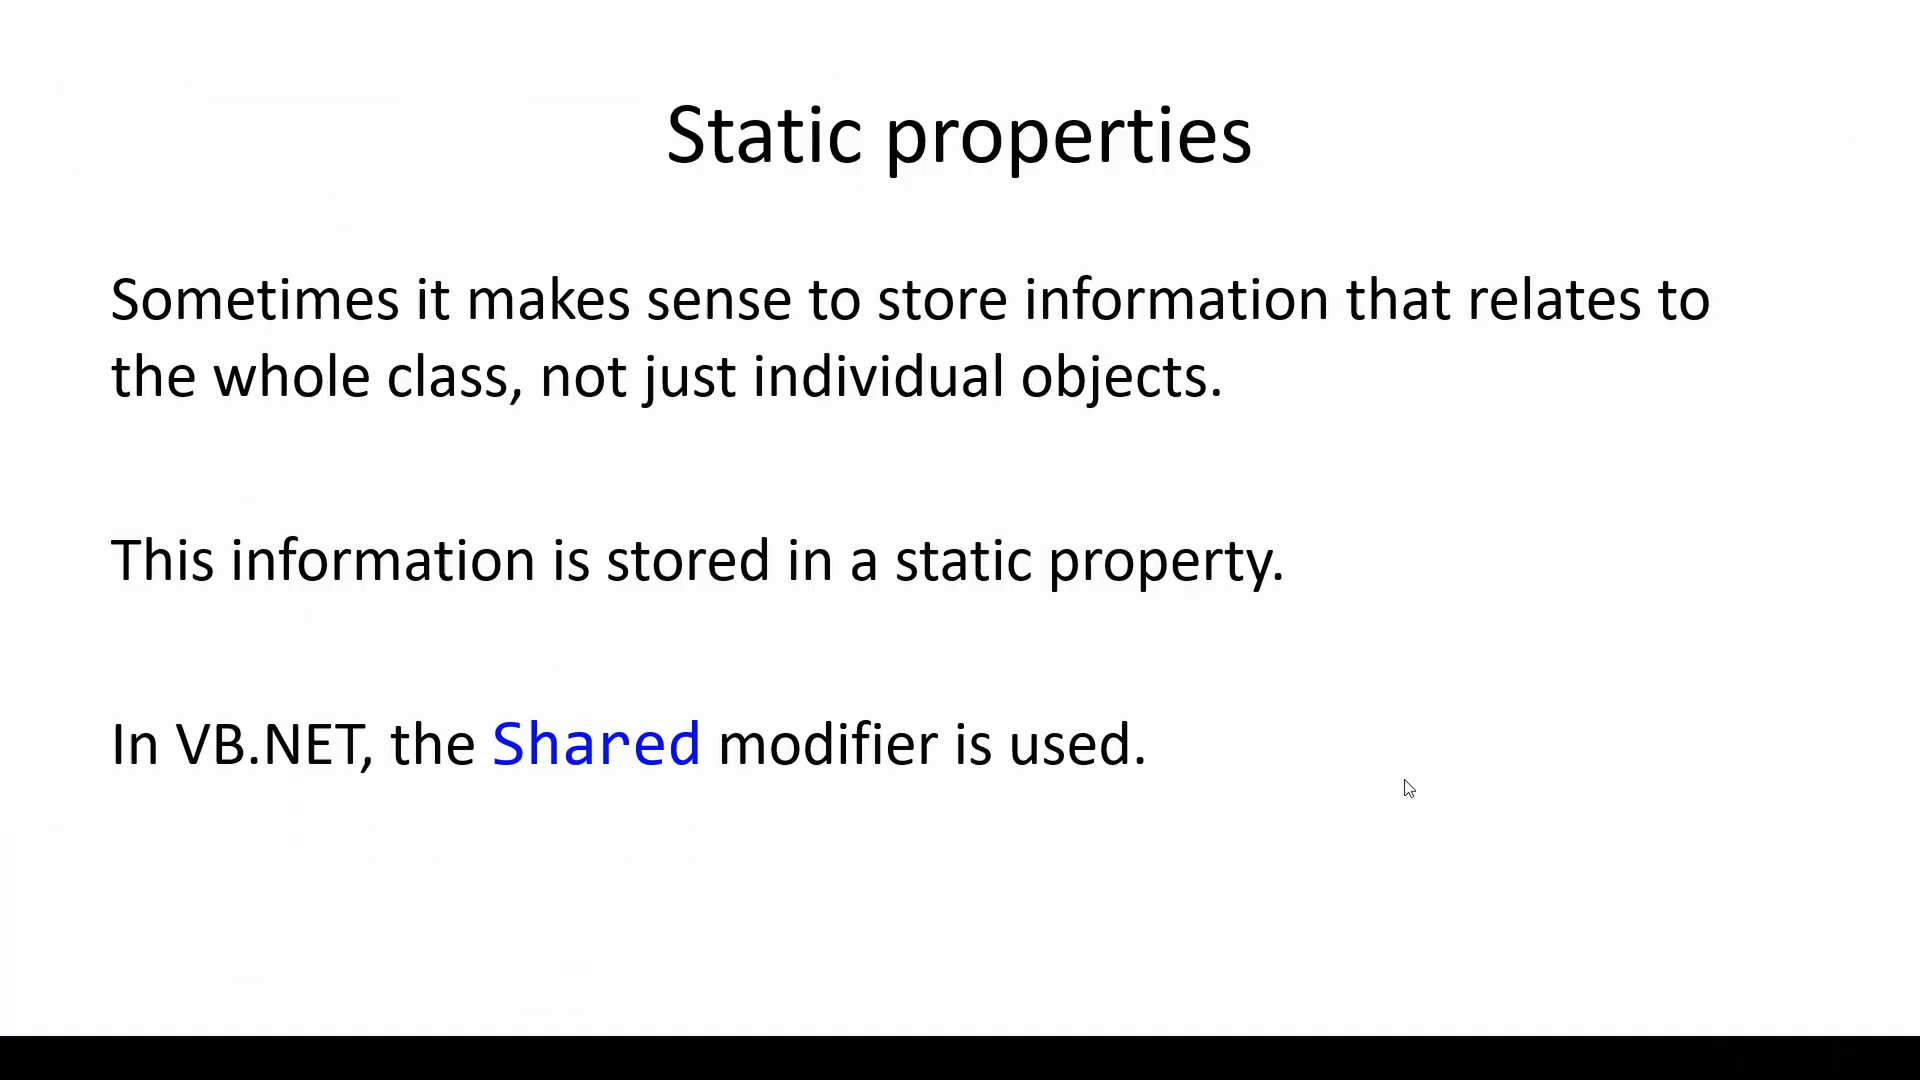 Static properties
Sometimes it makes sense to store information that relates to
the whole class, not just individual objects.
This information is stored in a static property.
In VB.NET, the Shared modifier is used.